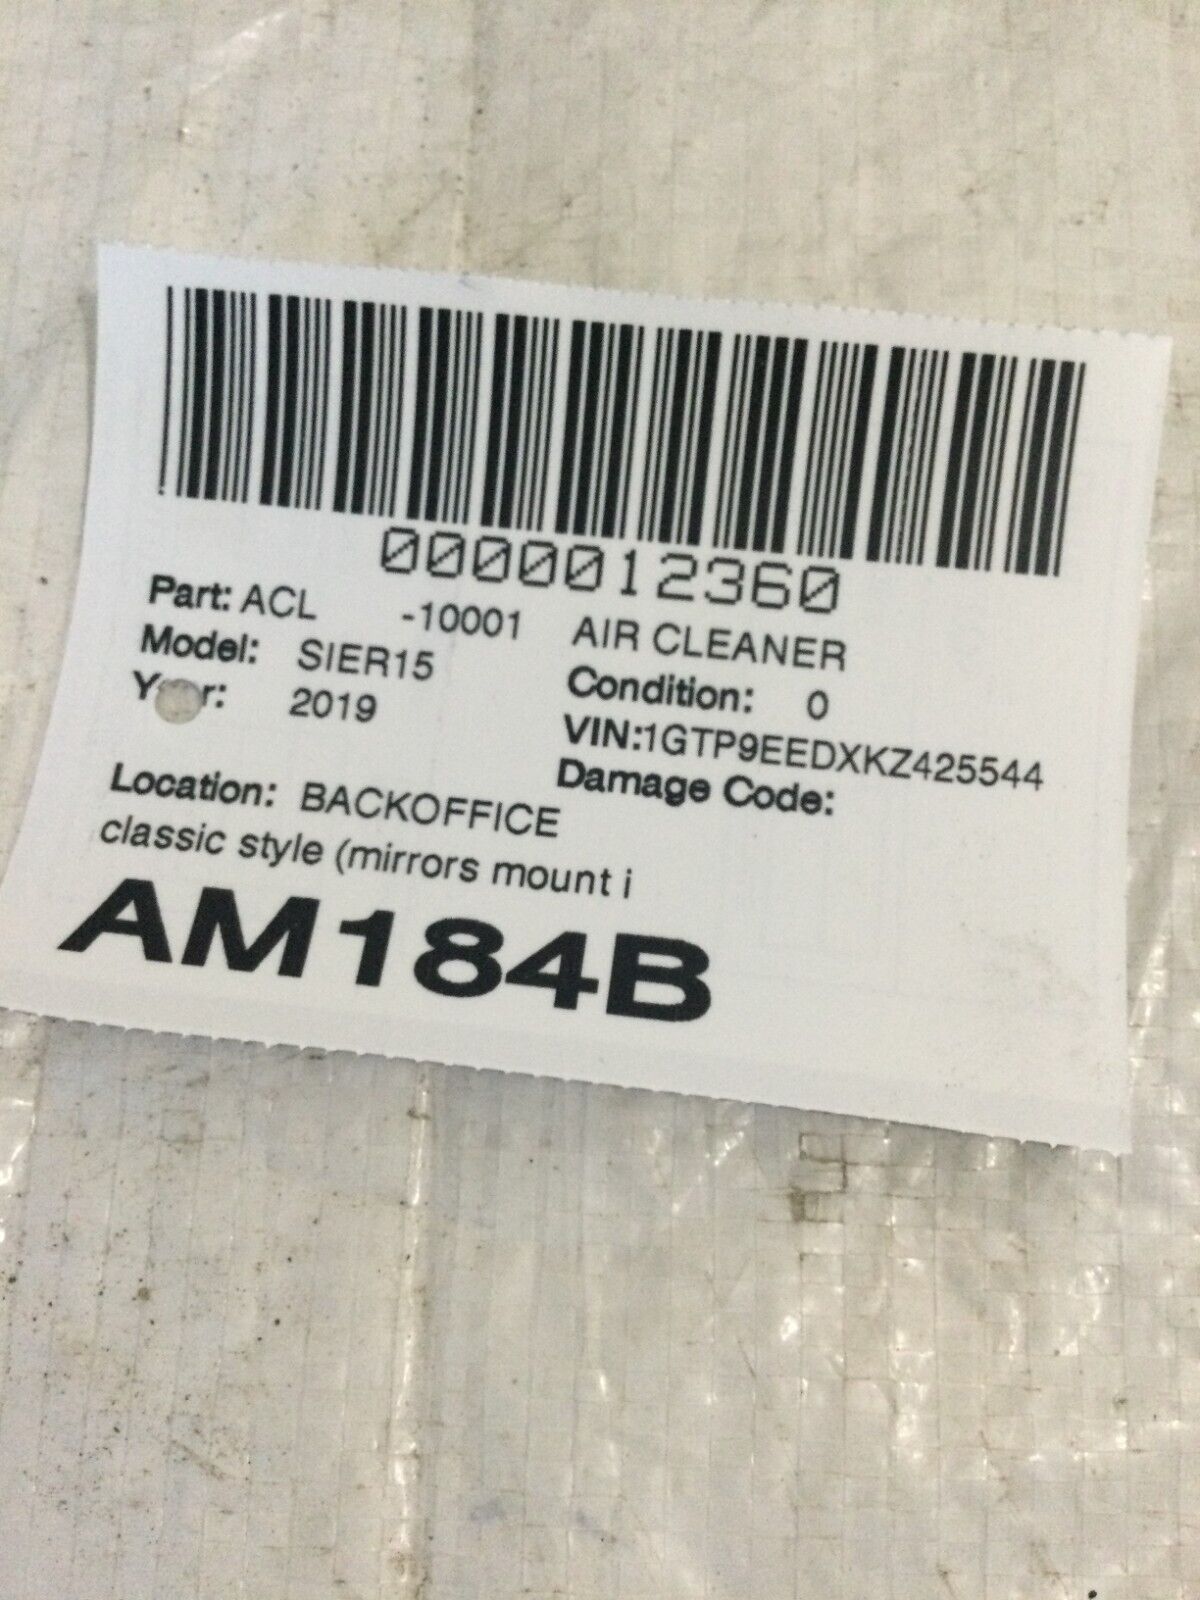 0000012360
Part: ACL -10001 AIR CLEANER
Model: SIER15 Condition: 0
Year: 2019 VIN:1GTP9EEDXKZ425544
Damage Code:
Location: BACKOFFICE
classic style (mirrors mount i
AM184B